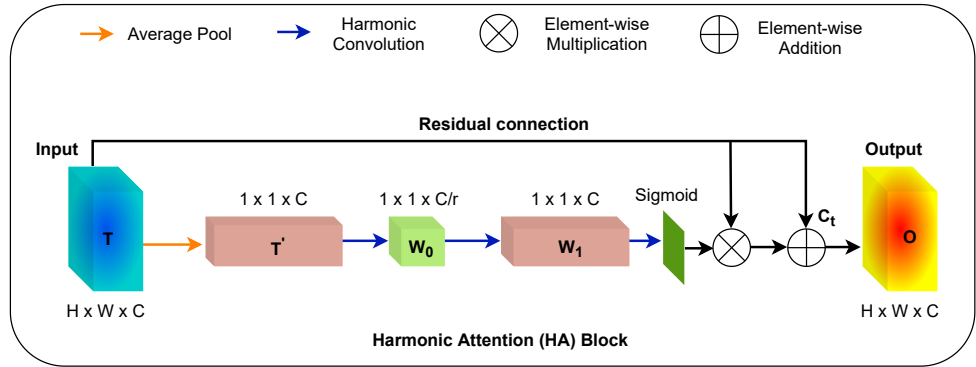 Average Pool
Harmonic
Convolution
Element-wise
Multiplication
Element-wise
Addition
Residual connection
Input
Output
1 x 1 x C
1 x 1 x C/r
1 x 1 x C
Sigmoid
T
T'
W0
W1
Ct
O
H x W x C
H x W x C
Harmonic Attention (HA) Block